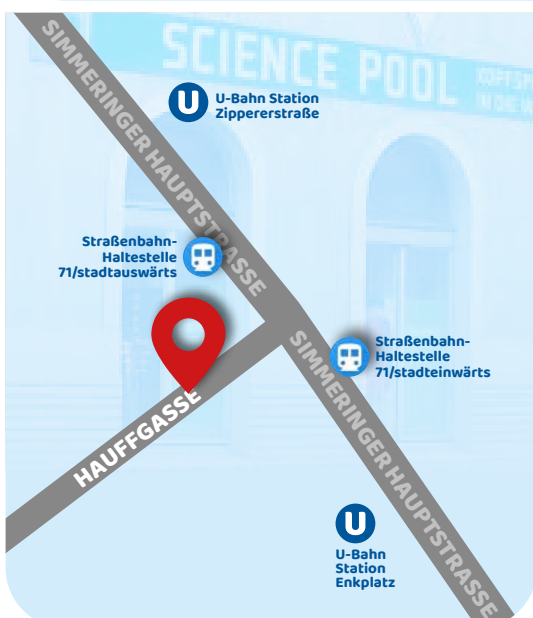 SCIENCE POOL
SIMMERINGER HAUPTSTRASSE
U
U-Bahn Station
Zippererstraße
Straßenbahn-
Haltestelle
71/stadtauswärts
Straßenbahn-
Haltestelle
71/stadteinwärts
SIMMERINGER HAUPTSTRASSE
HAUFFGASSE
U
U-Bahn
Station
Enkplatz